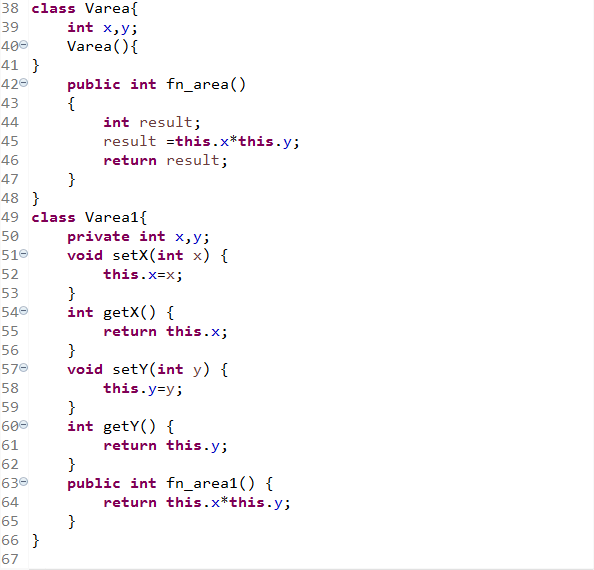 38 class Varea{
39     int x,y;
40     Varea(){
41 }
42     public int fn_area()
43     {
44         int result;
45         result =this.x*this.y;
46         return result;
47     }
48 }
49 class Varea1{
50     private int x,y;
51     void setX(int x) {
52         this.x=x;
53     }
54     int getX() {
55         return this.x;
56     }
57     void setY(int y) {
58         this.y=y;
59     }
60     int getY() {
61         return this.y;
62     }
63     public int fn_area1() {
64         return this.x*this.y;
65     }
66 }
67